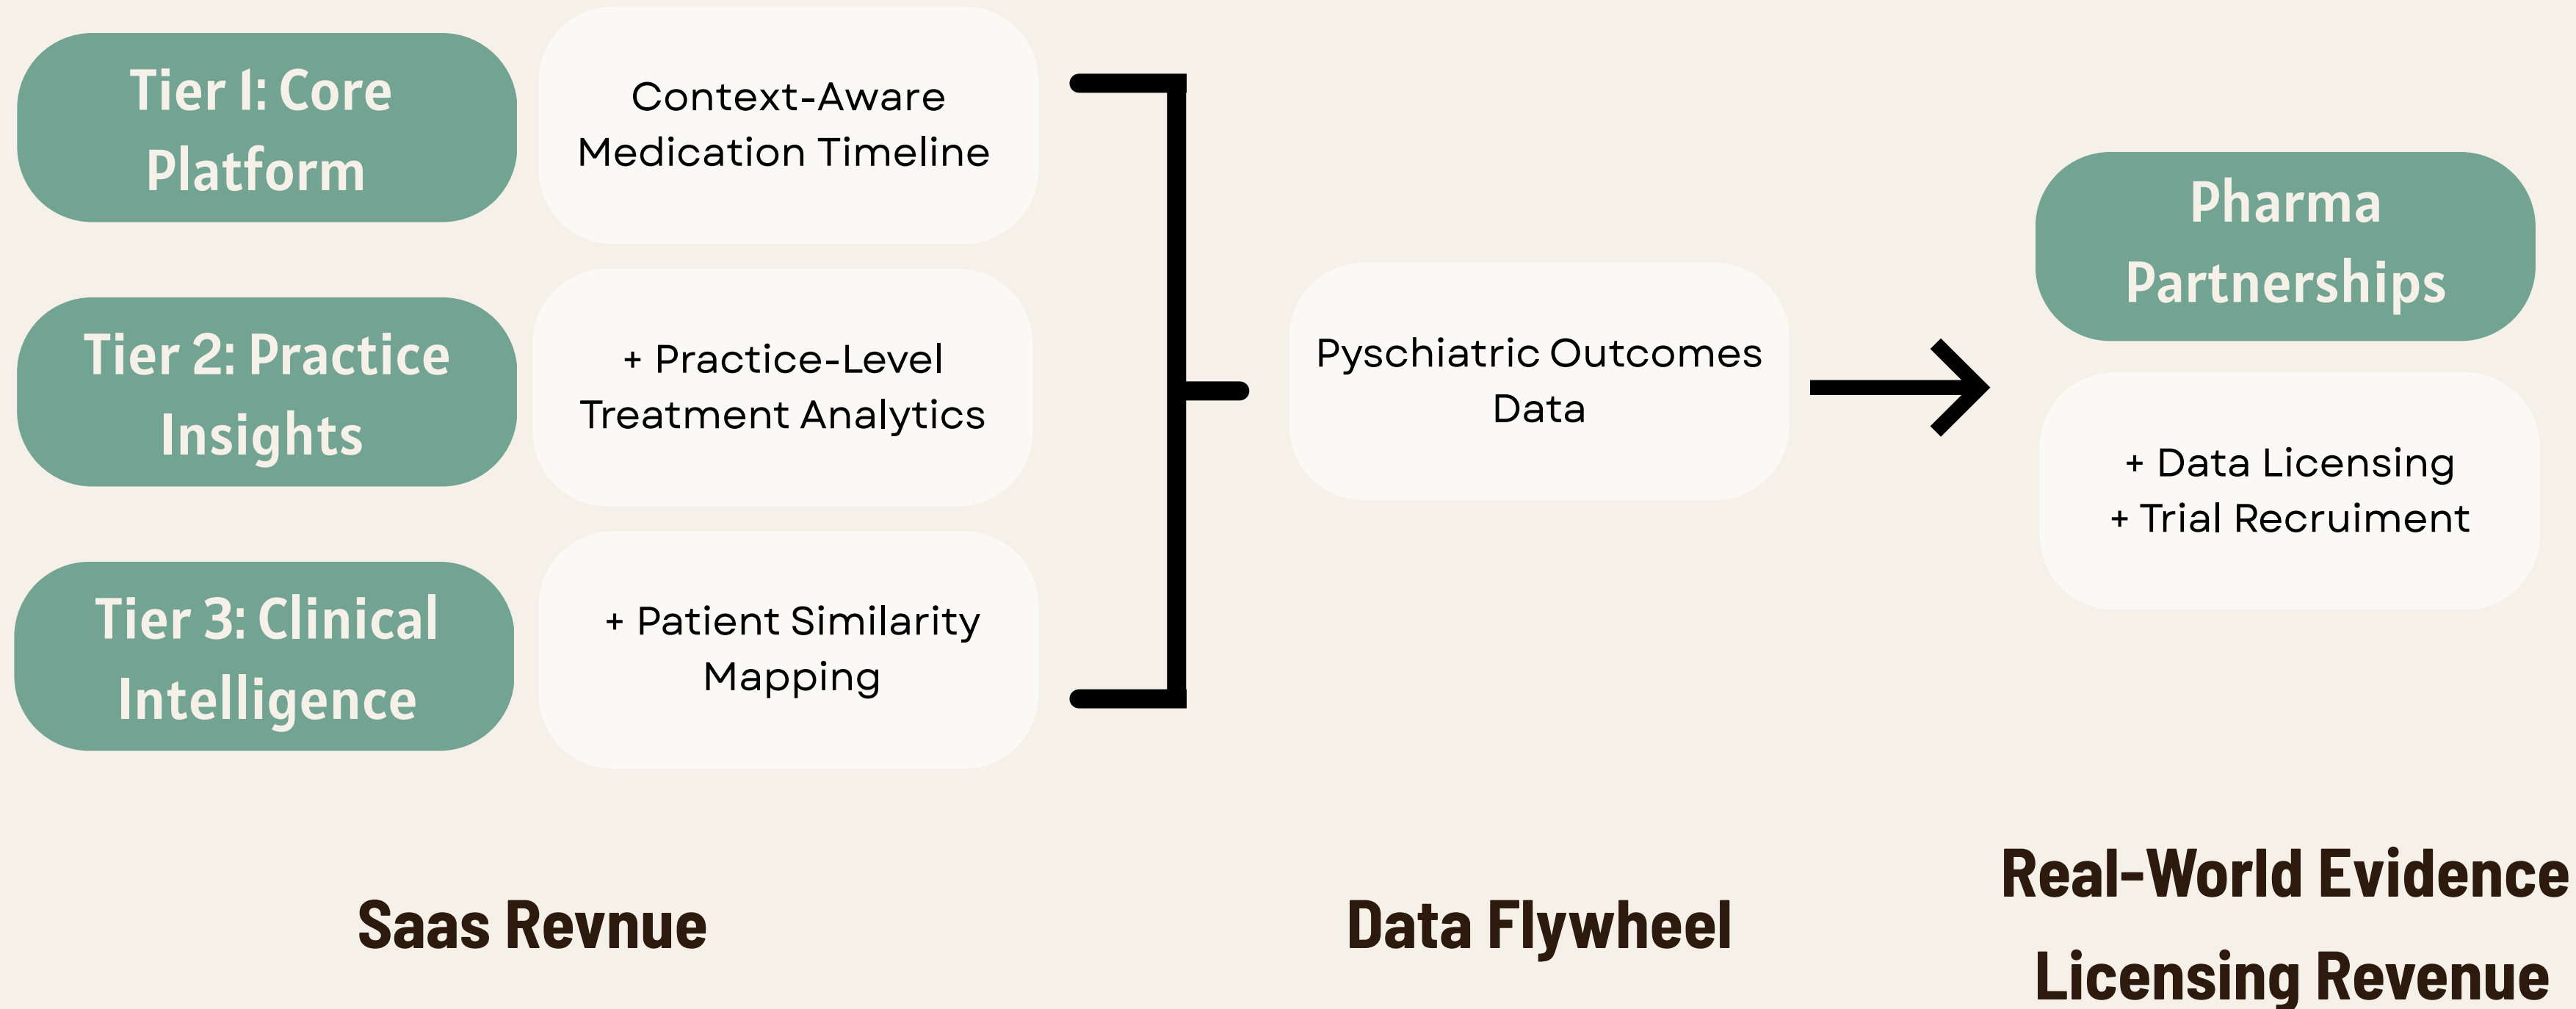 Tier 1: Core
Platform
Context-Aware
Medication Timeline
Tier 2: Practice
Insights
+ Practice-Level
Treatment Analytics
Tier 3: Clinical
Intelligence
+ Patient Similarity
Mapping
Pyschiatric Outcomes
Data
Pharma
Partnerships
+ Data Licensing
+ Trial Recruiment
Saas Revnue
Data Flywheel
Real-World Evidence
Licensing Revenue